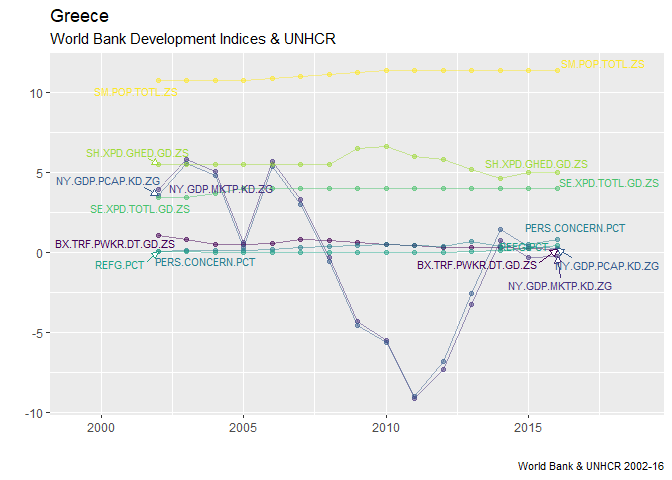 Greece
World Bank Development Indices & UNHCR
SM.POP.TOTL.ZS
10
SM.POP.TOTL.ZS
SH.XPD.GHED.GD.ZS
SH.XPD.GHED.GD.ZS
5
NY.GDP.PCAP.KD.ZG
NY.GDP.MKTP.KD.ZG
SE.XPD.TOTL.GD.ZS
SE.XPD.TOTL.GD.ZS
PERS.CONCERN.PCT
BX.TRF.PWKR.DT.GD.ZS
REFG.PCT
0
REFG.PCT
PERS.CONCERN.PCT
BX.TRF.PWKR.DT.GD.ZS
NY.GDP.PCAP.KD.ZG
NY.GDP.MKTP.KD.ZG
-5
-10
2000
2005
2010
2015
World Bank & UNHCR 2002-16